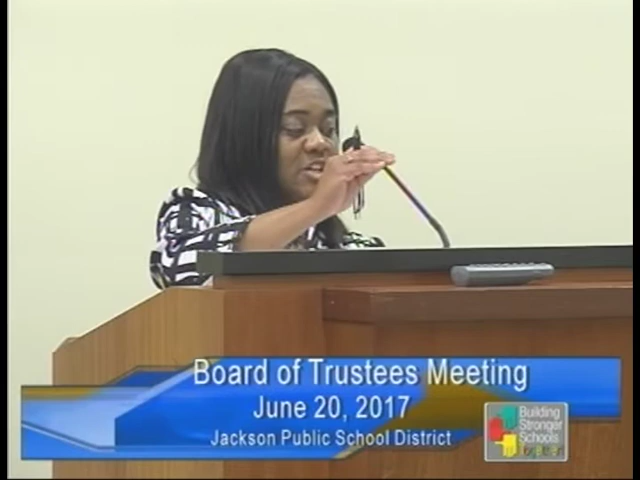 Board of Trustees Meeting
June 20, 2017
Jackson Public School District
Building
Stronger
Schools
Together